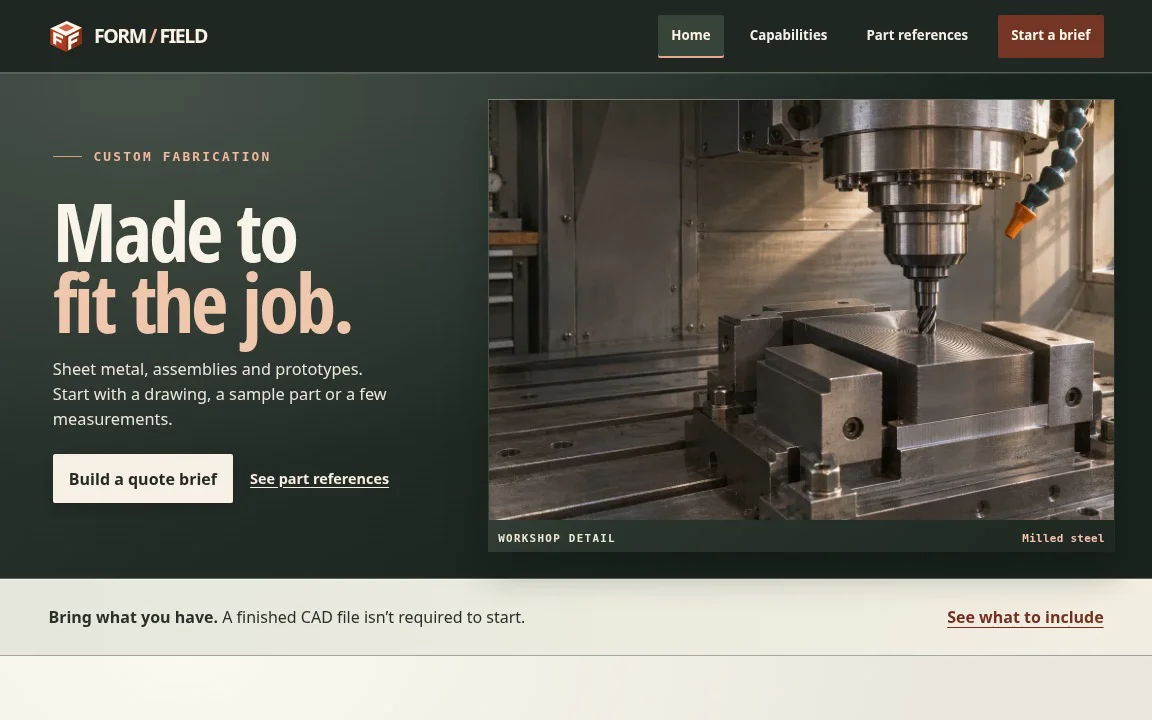 FORM / FIELD
Home
Capabilities
Part references
Start a brief
CUSTOM FABRICATION
Made to
fit the job.
Sheet metal, assemblies and prototypes.
Start with a drawing, a sample part or a few
measurements.
Build a quote brief
See part references
WORKSHOP DETAIL
Milled steel
Bring what you have. A finished CAD file isn’t required to start.
See what to include